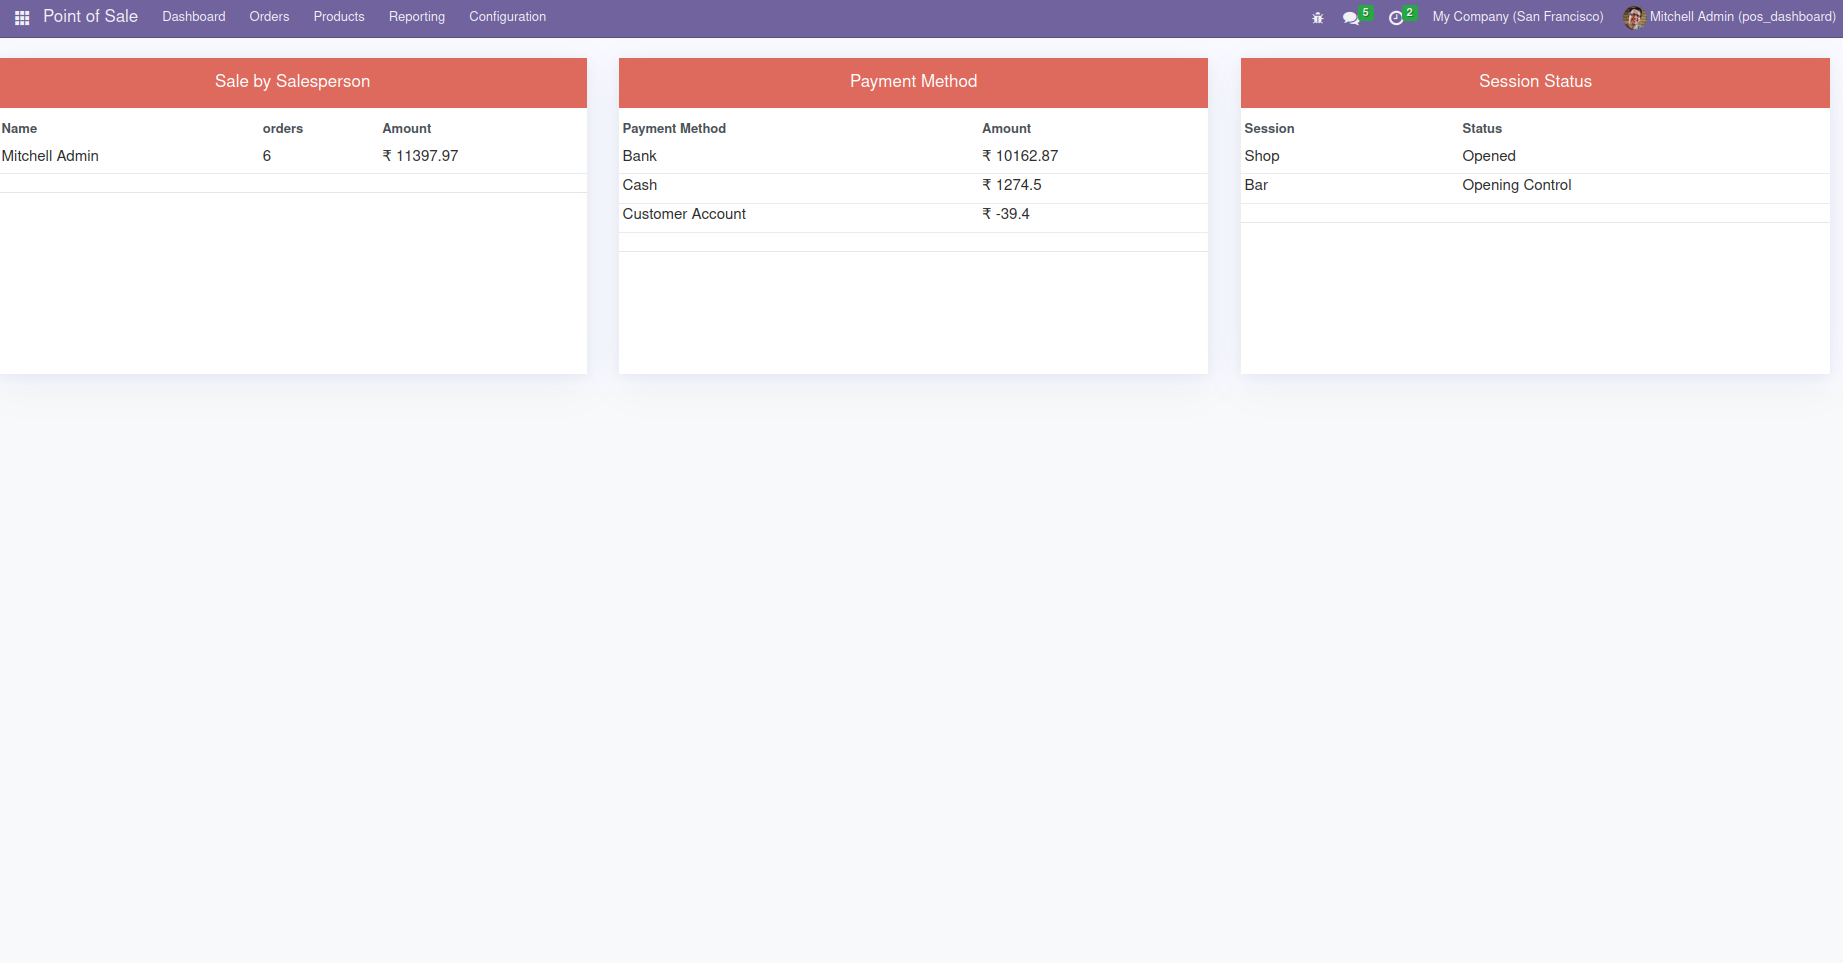 Point of Sale Dashboard Orders Products Reporting Configuration 5 2 My Company (San Francisco) Mitchell Admin (pos_dashboard)
Sale by Salesperson
Name orders Amount
Mitchell Admin 6 ₹ 11397.97
Payment Method
Payment Method Amount
Bank ₹ 10162.87
Cash ₹ 1274.5
Customer Account ₹ -39.4
Session Status
Session Status
Shop Opened
Bar Opening Control